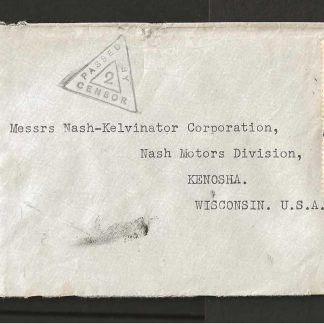 PASSED BY
2
CENSOR
Messrs Nash-Kelvinator Corporation,
Nash Motors Division,
KENOSHA.
WISCONSIN. U.S.A.